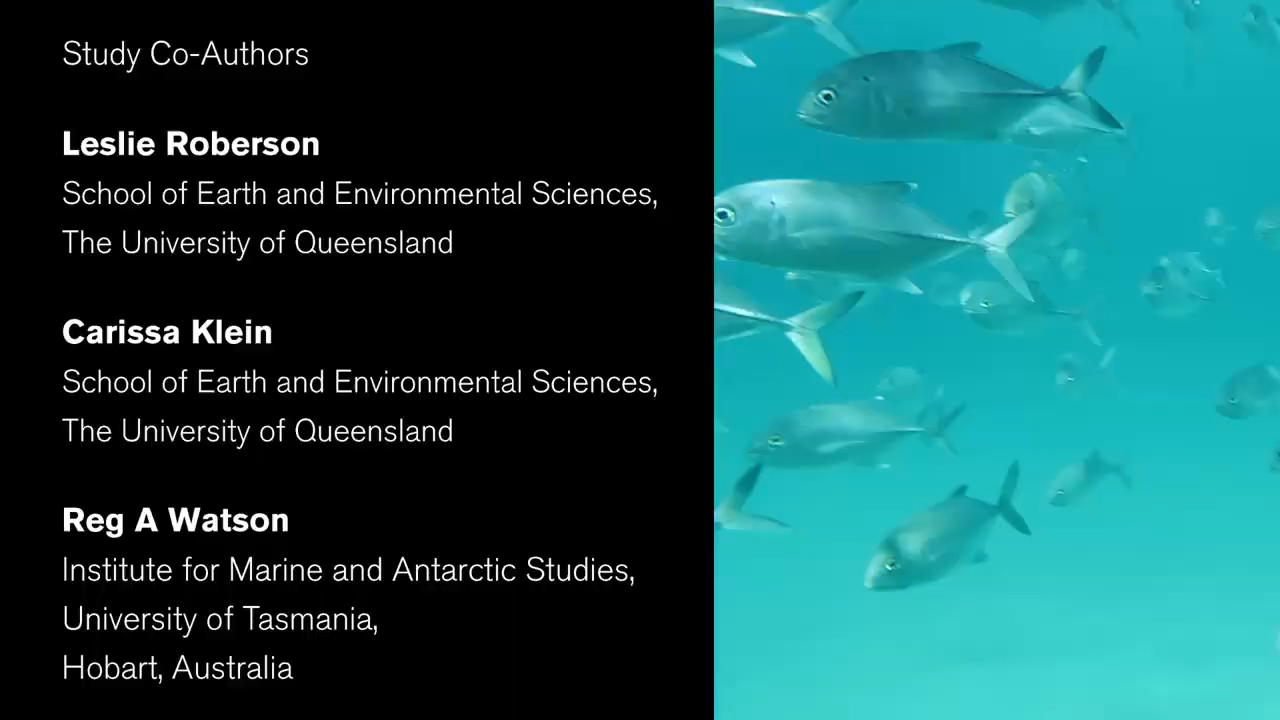 Study Co-Authors
Leslie Roberson
School of Earth and Environmental Sciences,
The University of Queensland
Carissa Klein
School of Earth and Environmental Sciences,
The University of Queensland
Reg A Watson
Institute for Marine and Antarctic Studies,
University of Tasmania,
Hobart, Australia